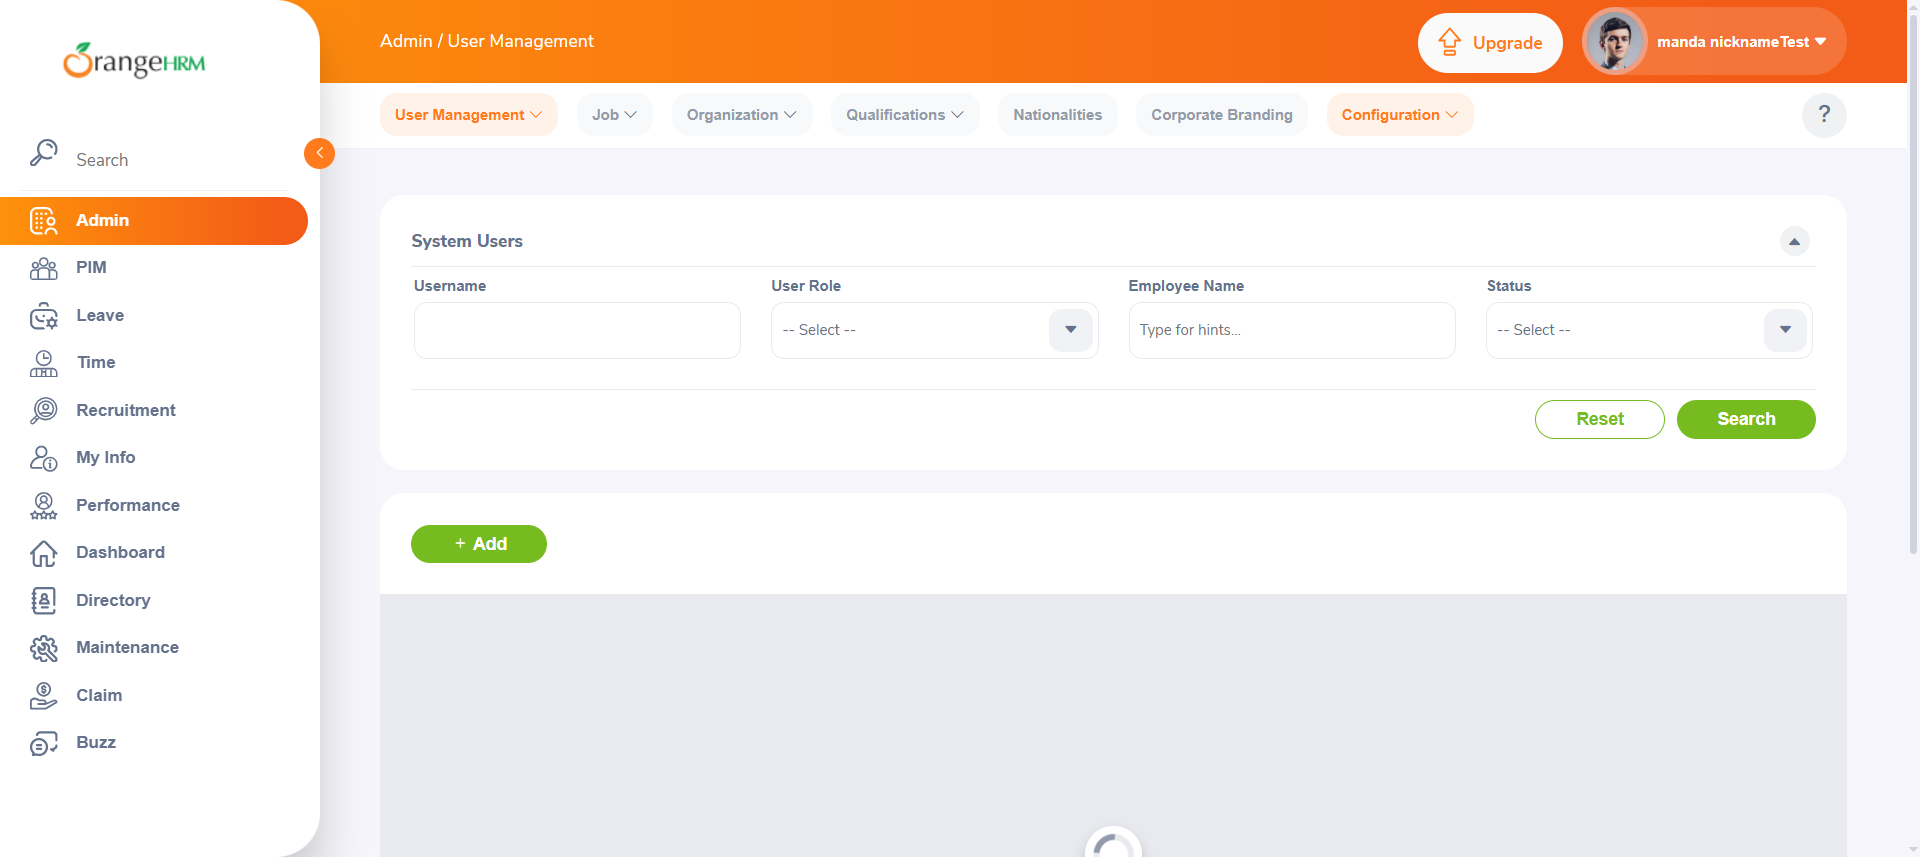 OrangeHRM
Admin / User Management
Upgrade
manda nicknameTest
User Management
Job
Organization
Qualifications
Nationalities
Corporate Branding
Configuration
?
Search
Admin
PIM
Leave
Time
Recruitment
My Info
Performance
Dashboard
Directory
Maintenance
Claim
Buzz
System Users
Username
User Role
Employee Name
Status
-- Select --
Type for hints...
-- Select --
Reset
Search
+ Add